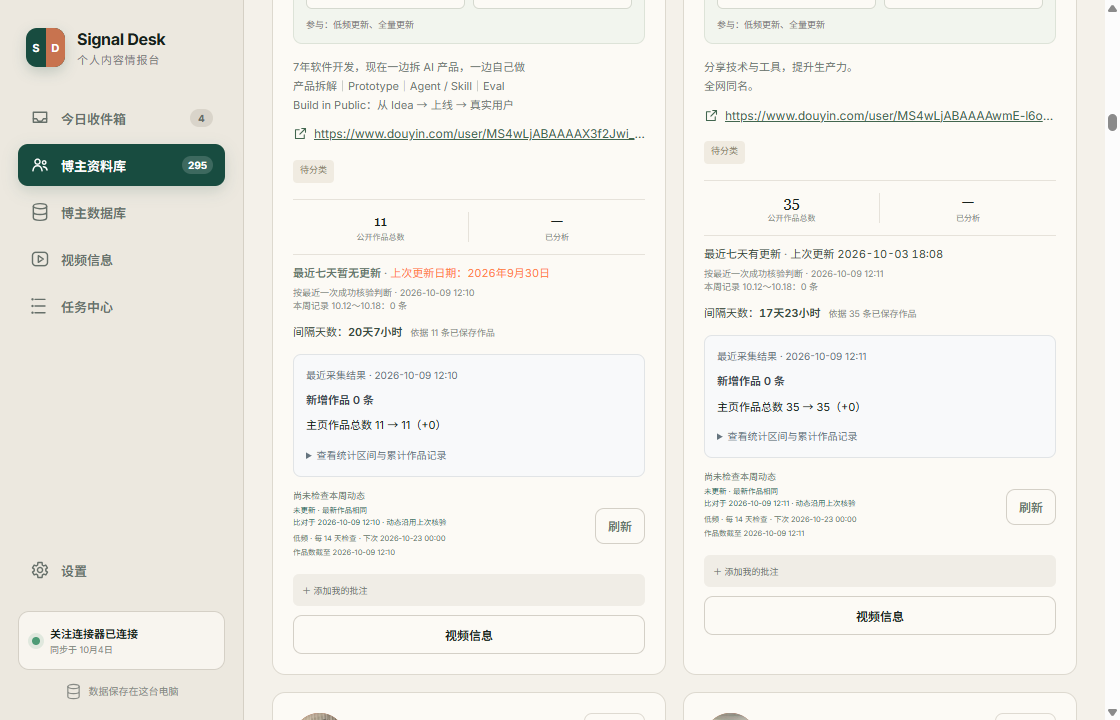 S D
Signal Desk
个人内容情报台
今日收件箱 4
博主资料库 295
博主数据库
视频信息
任务中心
设置
关注连接器已连接
同步于 10月4日
数据保存在这台电脑
参与：低频更新、全量更新
7年软件开发，现在一边拆 AI 产品，一边自己做
产品拆解｜Prototype｜Agent / Skill｜Eval
Build in Public：从 Idea → 上线 → 真实用户
https://www.douyin.com/user/MS4wLjABAAAAX3f2Jwi_...
待分类
11
公开作品总数
—
已分析
最近七天暂无更新 · 上次更新日期：2026年9月30日
按最近一次成功核验判断 · 2026-10-09 12:10
本周记录 10.12～10.18：0 条
间隔天数：20天7小时 依据 11 条已保存作品
最近采集结果 · 2026-10-09 12:10
新增作品 0 条
主页作品总数 11 → 11（+0）
▶ 查看统计区间与累计作品记录
尚未检查本周动态
未更新 · 最新作品相同
比对于 2026-10-09 12:10 · 动态沿用上次核验
低频 · 每 14 天检查 · 下次 2026-10-23 00:00
作品数截至 2026-10-09 12:10
刷新
+ 添加我的批注
视频信息
参与：低频更新、全量更新
分享技术与工具，提升生产力。
全网同名。
https://www.douyin.com/user/MS4wLjABAAAAwmE-I6o...
待分类
35
公开作品总数
—
已分析
最近七天有更新 · 上次更新 2026-10-03 18:08
按最近一次成功核验判断 · 2026-10-09 12:11
本周记录 10.12～10.18：0 条
间隔天数：17天23小时 依据 35 条已保存作品
最近采集结果 · 2026-10-09 12:11
新增作品 0 条
主页作品总数 35 → 35（+0）
▶ 查看统计区间与累计作品记录
尚未检查本周动态
未更新 · 最新作品相同
比对于 2026-10-09 12:11 · 动态沿用上次核验
低频 · 每 14 天检查 · 下次 2026-10-23 00:00
作品数截至 2026-10-09 12:11
刷新
+ 添加我的批注
视频信息